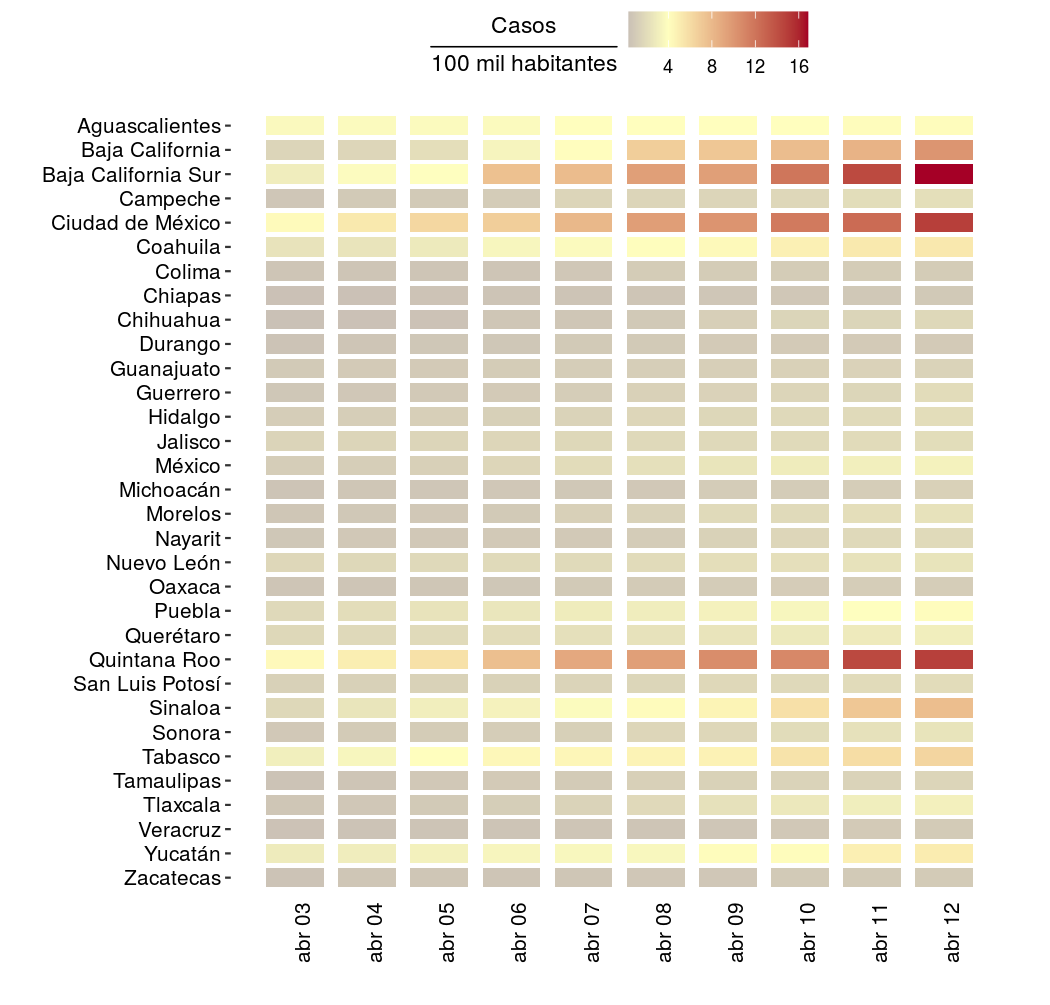 Casos
100 mil habitantes
4 8 12 16
Aguascalientes
Baja California
Baja California Sur
Campeche
Ciudad de México
Coahuila
Colima
Chiapas
Chihuahua
Durango
Guanajuato
Guerrero
Hidalgo
Jalisco
México
Michoacán
Morelos
Nayarit
Nuevo León
Oaxaca
Puebla
Querétaro
Quintana Roo
San Luis Potosí
Sinaloa
Sonora
Tabasco
Tamaulipas
Tlaxcala
Veracruz
Yucatán
Zacatecas
abr 03
abr 04
abr 05
abr 06
abr 07
abr 08
abr 09
abr 10
abr 11
abr 12